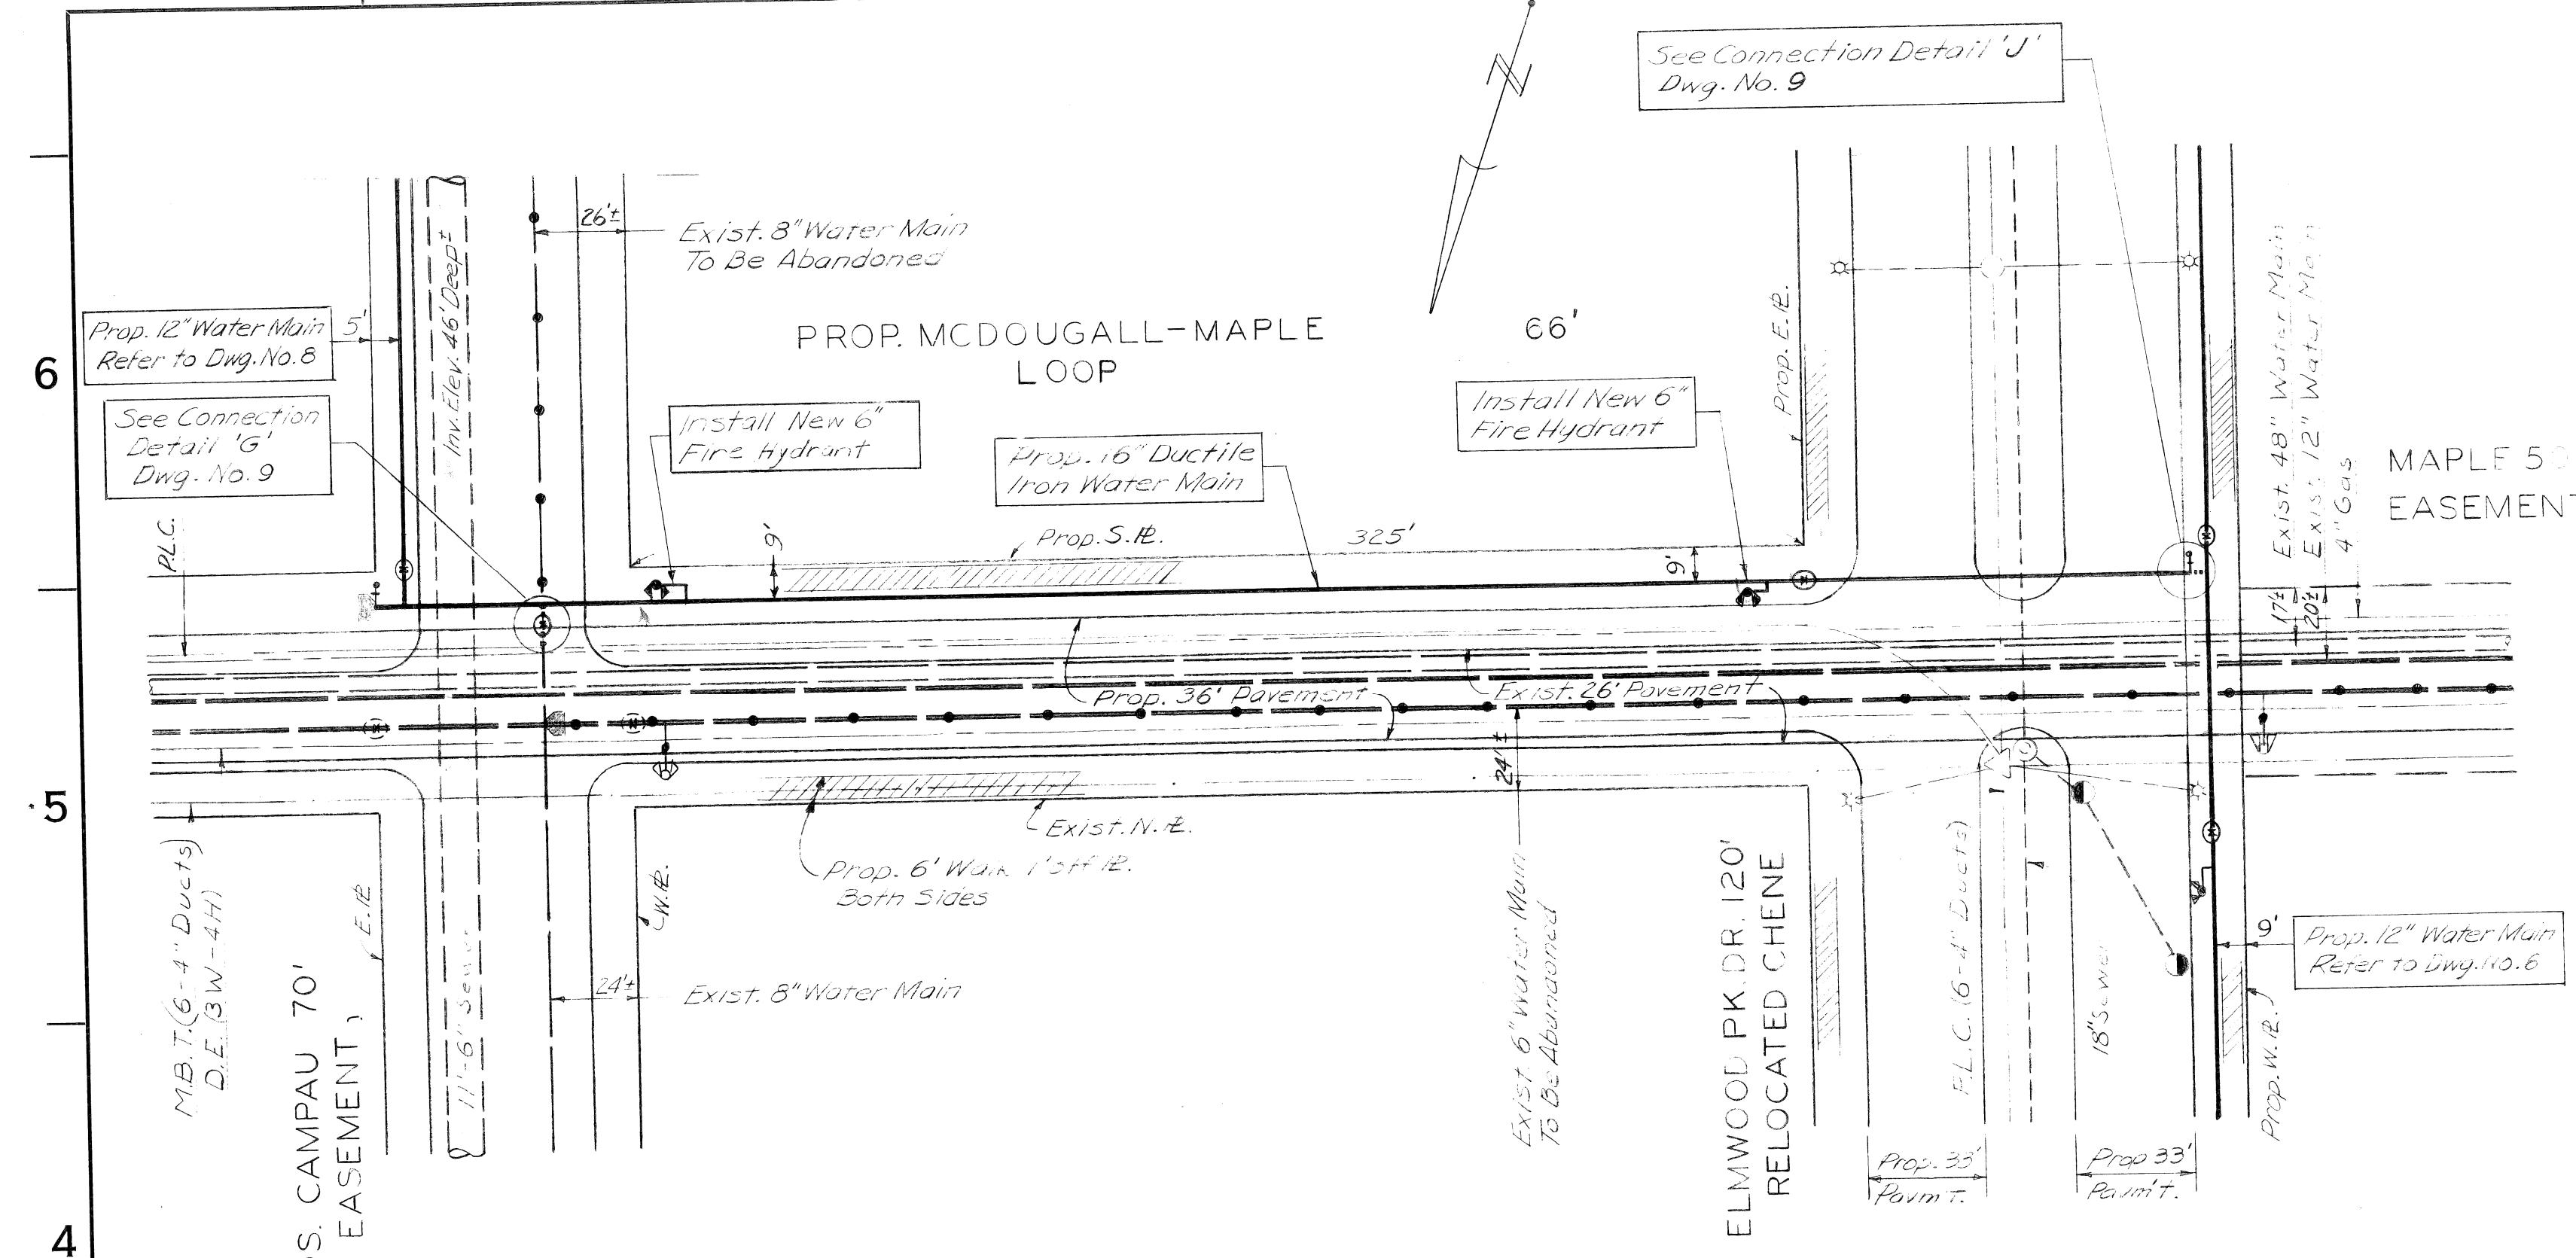 See Connection Detail 'J'
Dwg. No. 9
26'±
Exist. 8" Water Main
To Be Abandoned
Inv. Elev. 46' Deep±
Prop. 12" Water Main
Refer to Dwg. No. 8
5'
PROP. MCDOUGALL-MAPLE
LOOP
66'
6
See Connection
Detail 'G'
Dwg. No. 9
Install New 6"
Fire Hydrant
Prop. 16" Ductile
Iron Water Main
Install New 6"
Fire Hydrant
Prop. E. PL.
Exist. 48" Water Main
Exist. 12" Water Main
4" Gas
MAPLE 5
EASEMENT
P.L.C.
9'
Prop. S. PL.
325'
9'
17'±
20'±
Prop. 36' Pavement
Exist. 26' Pavement
24'±
5
Exist. N. PL.
Prop. 6' Walk 1' off PL.
Both Sides
M.B.T. (6-4" Ducts)
D.E. (3W-4H)
E. PL
W. PL.
11'-6" Sewer
24'±
Exist. 8" Water Main
Exist. 6" Water Main
To Be Abandoned
ELMWOOD PK. DR. 120'
RELOCATED CHENE
P.L.C. (6-4" Ducts)
18" Sewer
9'
Prop. 12" Water Main
Refer to Dwg. No. 6
Prop. W. PL.
S. CAMPAU 70'
EASEMENT
Prop. 33'
Pavm'T.
Prop 33'
Pavm'T.
4